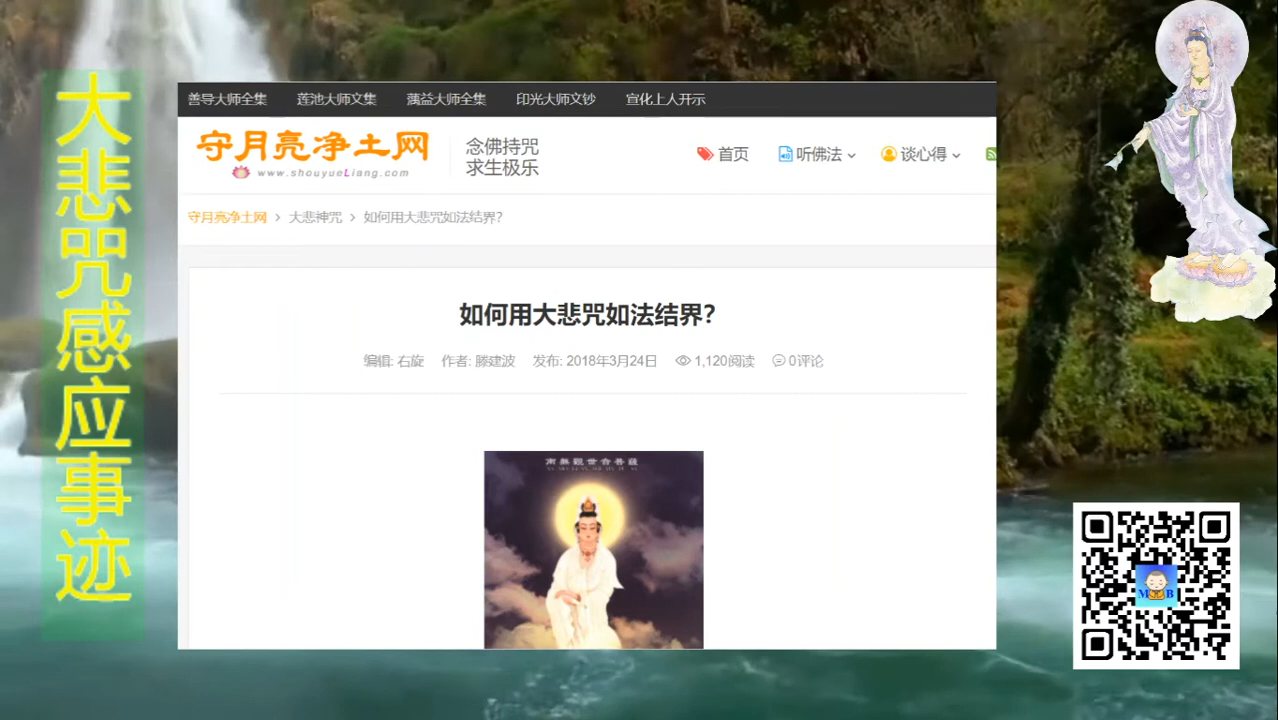 大悲咒感应事迹
善导大师全集 莲池大师文集 蕅益大师全集 印光大师文钞 宣化上人开示
守月亮净土网
www.shouyueLiang.com
念佛持咒
求生极乐
首页 听佛法 谈心得
守月亮净土网 > 大悲神咒 > 如何用大悲咒如法结界?
如何用大悲咒如法结界?
编辑: 右旋 作者: 滕建波 发布: 2018年3月24日 1,120阅读 0评论
南無觀世音菩薩
M B